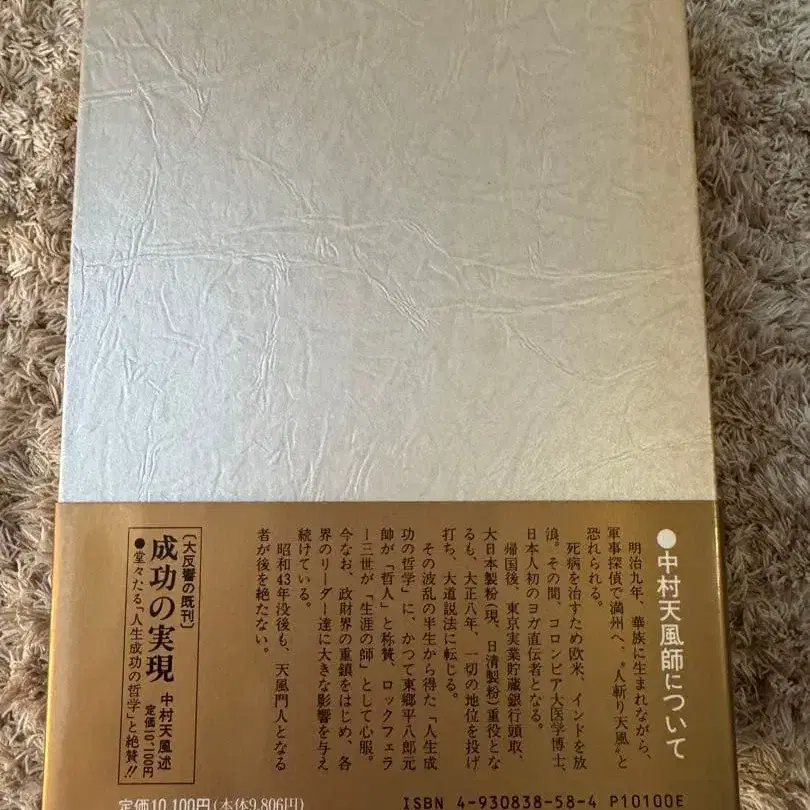 ●中村天風師について
明治九年、華族に生まれながら、
軍事探偵で満州へ、〝人斬り天風〟と
恐れられる。
死病を治すため欧米、インドを放
浪。その間、コロンビア大医学博士、
日本人初のヨガ直伝者となる。
帰国後、東京実業貯蔵銀行頭取、
大日本製粉(現、日清製粉)重役とな
るも、大正八年、一切の地位を投げ
打ち、大道説法に転じる。
その波乱の半生から得た「人生成
功の哲学」に、かつて東郷平八郎元
帥が「哲人」と称賛、ロックフェラ
ー三世が「生涯の師」として心服。
今なお、政財界の重鎮をはじめ、各
界のリーダー達に大きな影響を与え
続けている。
昭和43年没後も、天風門人となる
者が後を絶たない。
〔大反響の既刊〕
成功の実現 中村天風述 定価10,100円
●堂々たる「人生成功の哲学」と絶賛!!
定価10,100円(本体9,806円)
ISBN 4-930838-58-4 P10100E